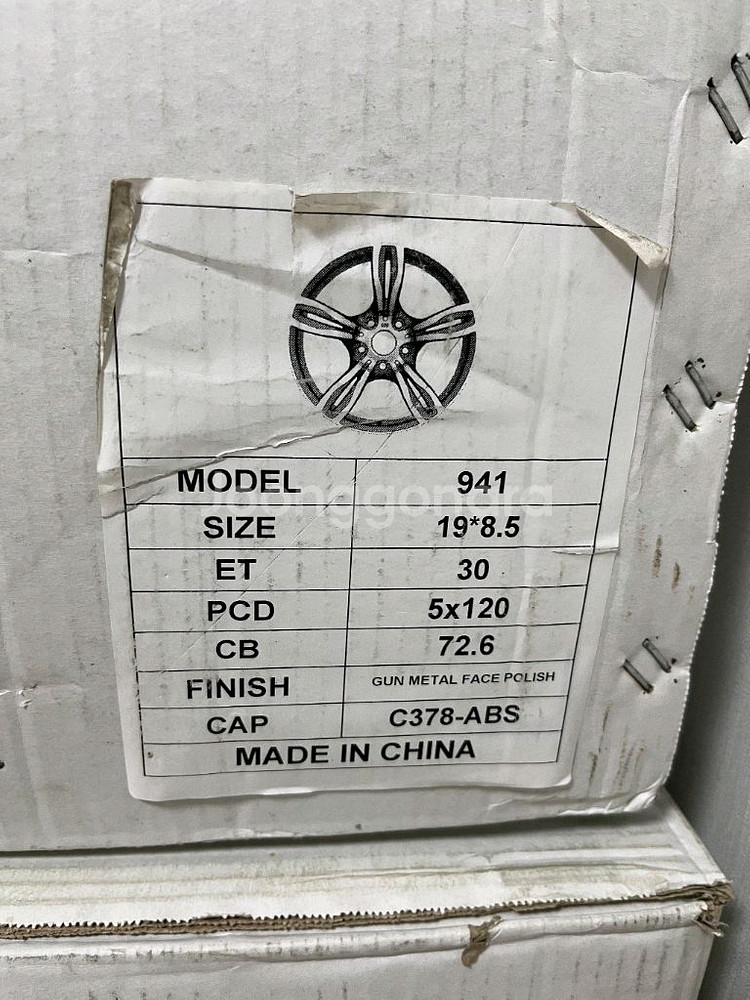 MODEL 941
joonggonara
SIZE 19*8.5
ET 30
PCD 5x120
CB 72.6
FINISH GUN METAL FACE POLISH
CAP C378-ABS
MADE IN CHINA